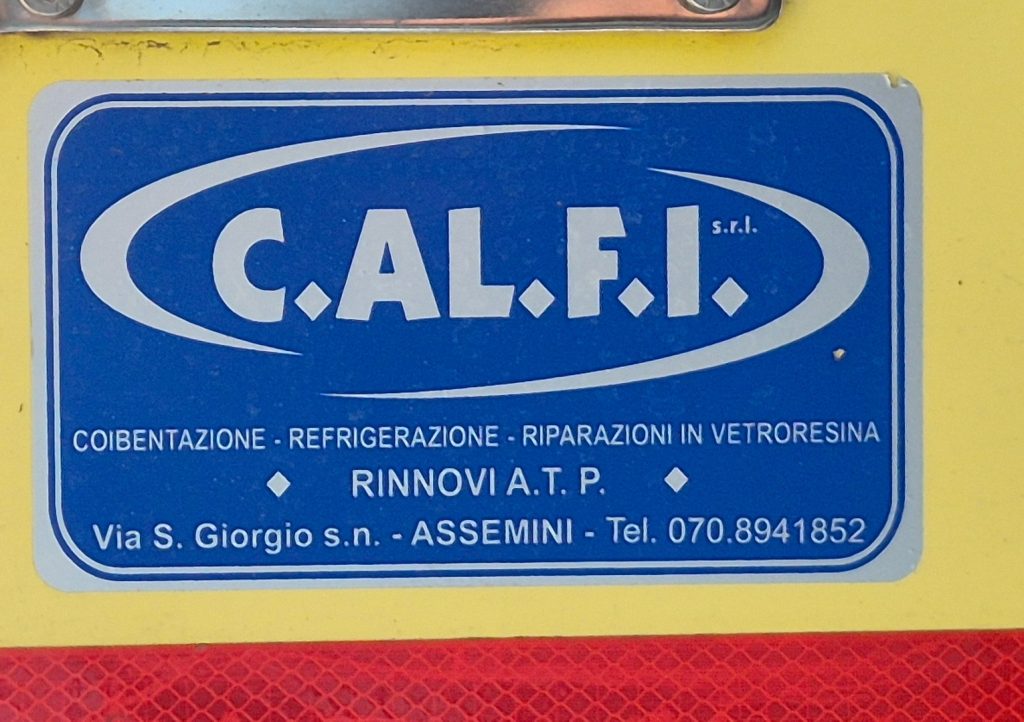 C.AL.F.I. s.r.l.
COIBENTAZIONE - REFRIGERAZIONE - RIPARAZIONI IN VETRORESINA
RINNOVI A.T. P.
Via S. Giorgio s.n. - ASSEMINI - Tel. 070.8941852